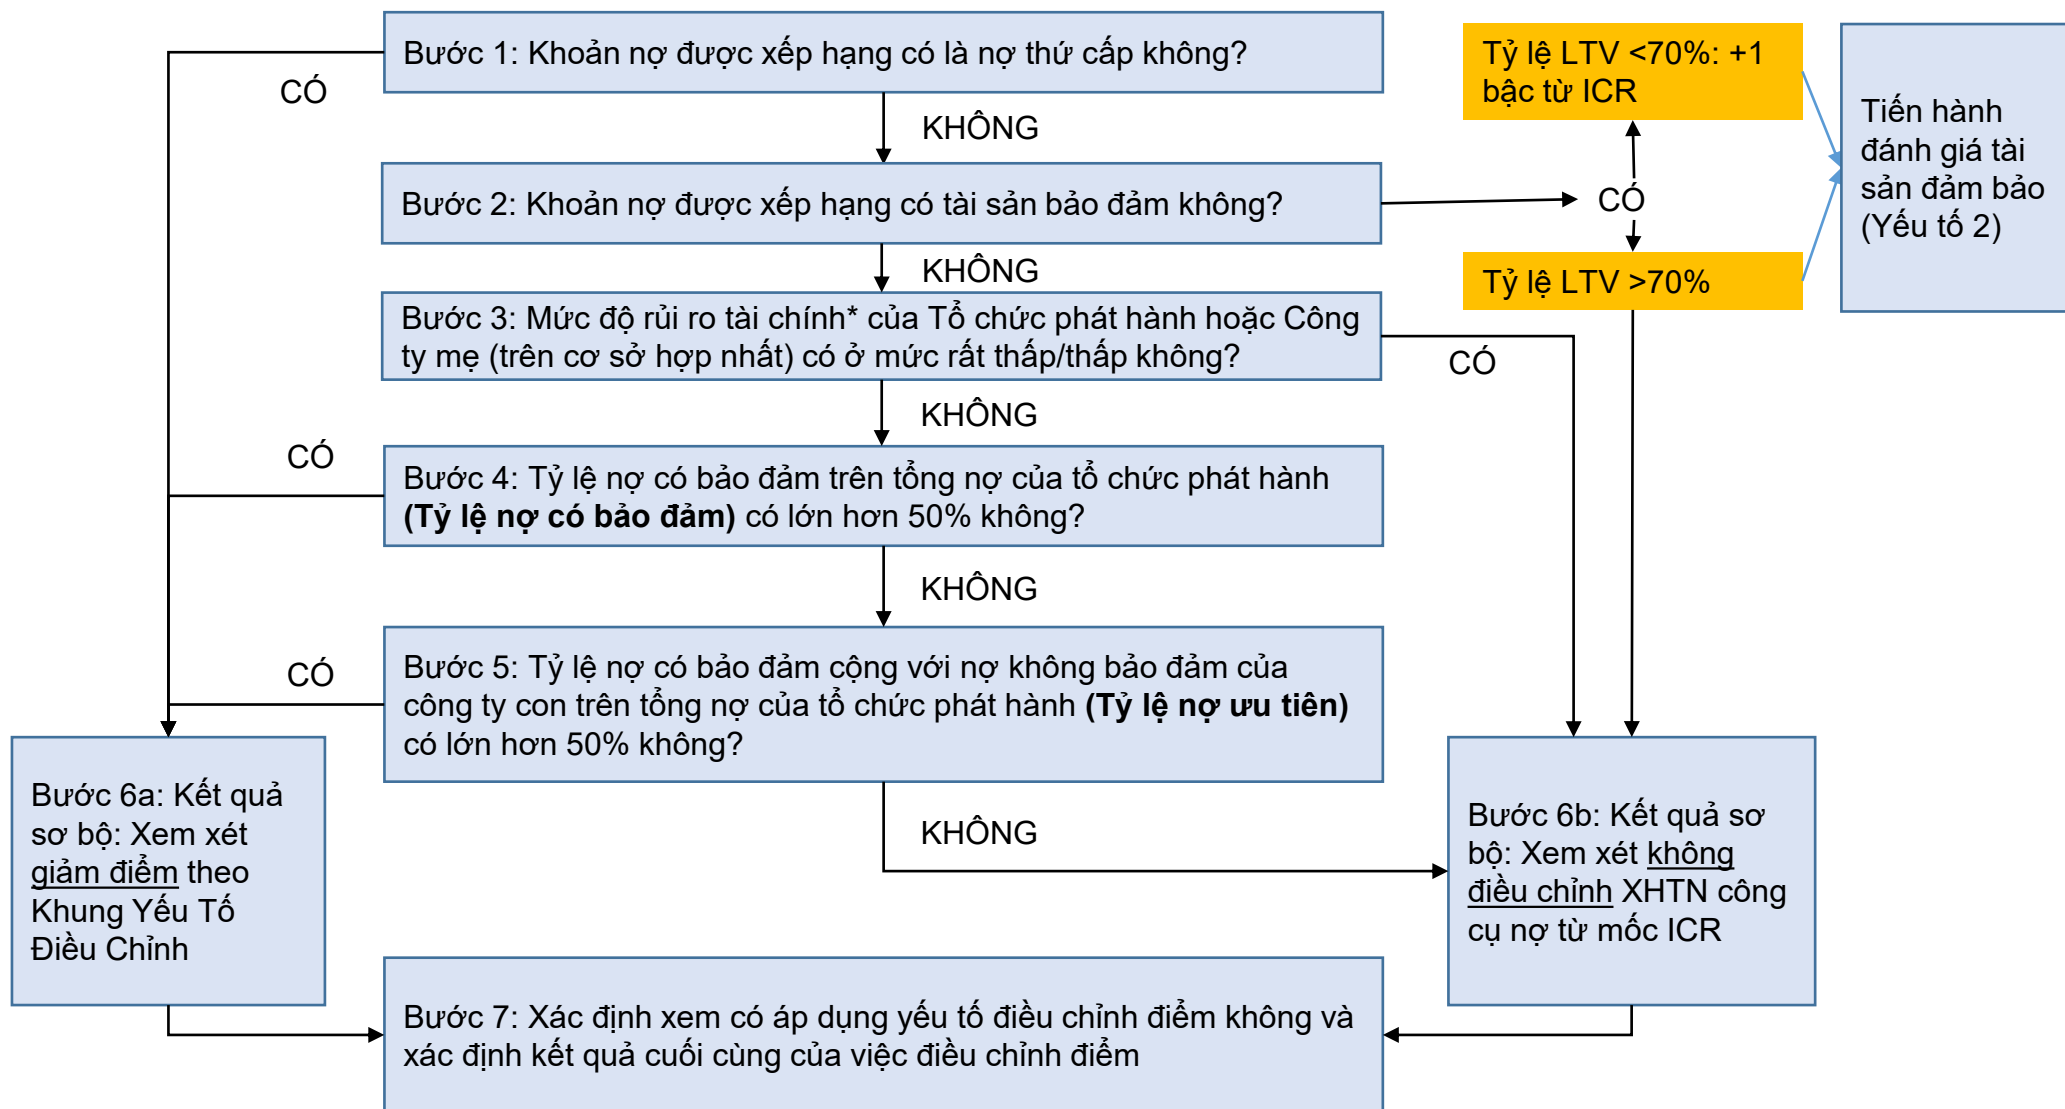 Bước 1: Khoản nợ được xếp hạng có là nợ thứ cấp không?
CÓ
KHÔNG
Tỷ lệ LTV <70%: +1
bậc từ ICR
Tiến hành
đánh giá tài
sản đảm bảo
(Yếu tố 2)
Bước 2: Khoản nợ được xếp hạng có tài sản bảo đảm không?
CÓ
KHÔNG
Tỷ lệ LTV >70%
Bước 3: Mức độ rủi ro tài chính* của Tổ chức phát hành hoặc Công
ty mẹ (trên cơ sở hợp nhất) có ở mức rất thấp/thấp không?
CÓ
KHÔNG
CÓ
Bước 4: Tỷ lệ nợ có bảo đảm trên tổng nợ của tổ chức phát hành
(Tỷ lệ nợ có bảo đảm) có lớn hơn 50% không?
KHÔNG
CÓ
Bước 5: Tỷ lệ nợ có bảo đảm cộng với nợ không bảo đảm của
công ty con trên tổng nợ của tổ chức phát hành (Tỷ lệ nợ ưu tiên)
có lớn hơn 50% không?
KHÔNG
Bước 6a: Kết quả
sơ bộ: Xem xét
giảm điểm theo
Khung Yếu Tố
Điều Chỉnh
Bước 6b: Kết quả sơ
bộ: Xem xét không
điều chỉnh XHTN công
cụ nợ từ mốc ICR
Bước 7: Xác định xem có áp dụng yếu tố điều chỉnh điểm không và
xác định kết quả cuối cùng của việc điều chỉnh điểm